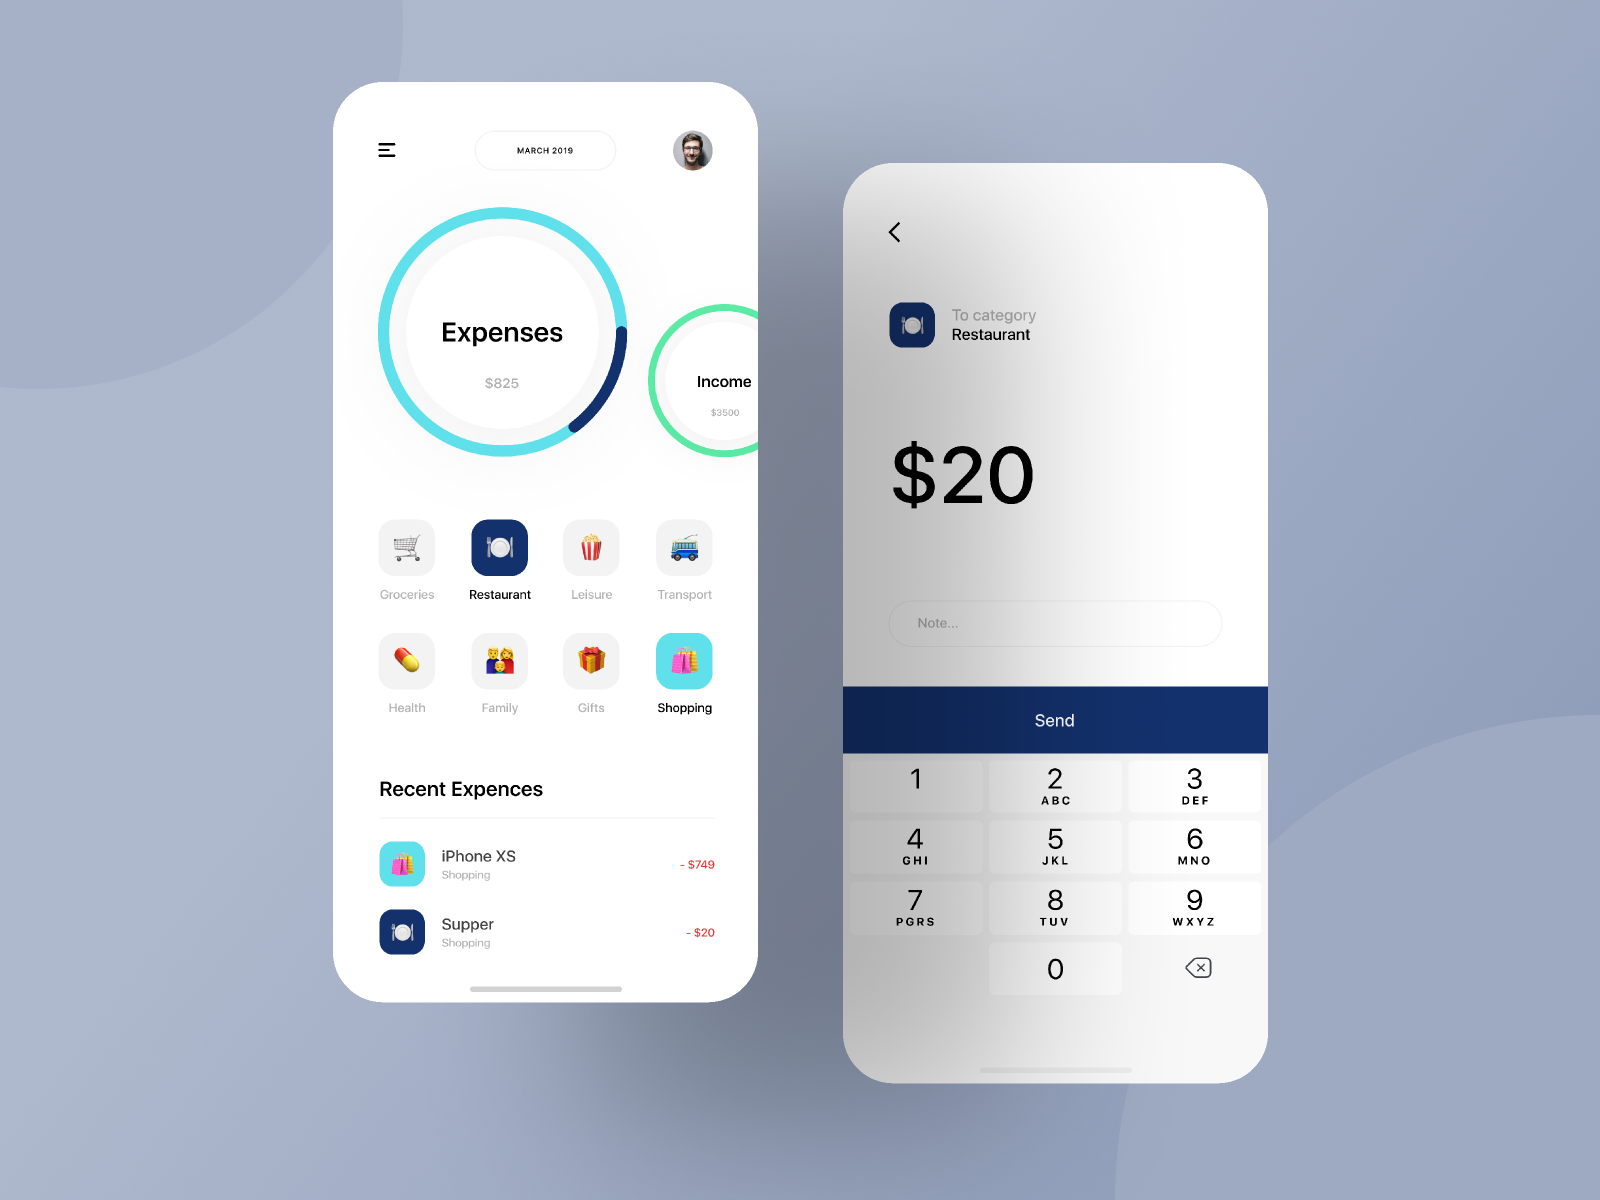 MARCH 2019
Expenses
$825
Income
$3500
Groceries
Restaurant
Leisure
Transport
Health
Family
Gifts
Shopping
Recent Expences
iPhone XS
Shopping
- $749
Supper
Shopping
- $20
To category
Restaurant
$20
Note...
Send
1
2
ABC
3
DEF
4
GHI
5
JKL
6
MNO
7
PGRS
8
TUV
9
WXYZ
0